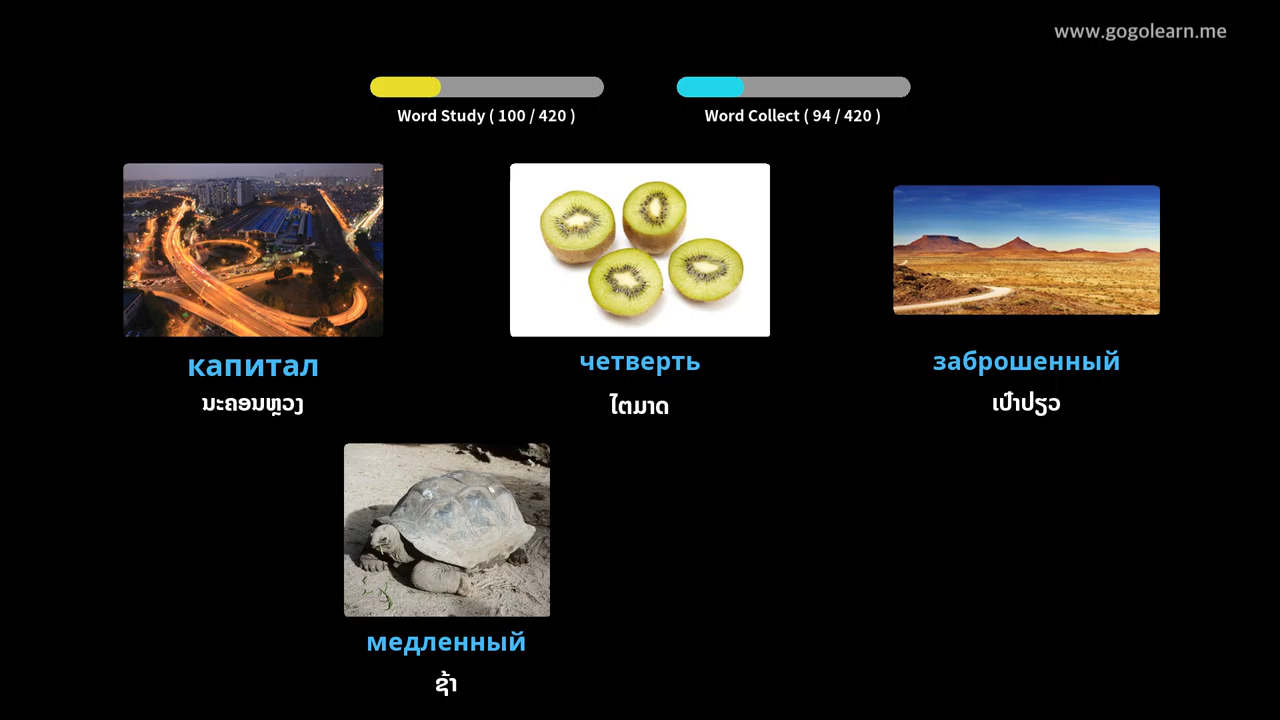 www.gogolearn.me
Word Study ( 100 / 420 )
Word Collect ( 94 / 420 )
капитал
ນະຄອນຫຼວງ
четверть
ໄຕມາດ
заброшенный
ເປົ່າປ່ຽວ
медленный
ຊ້າ